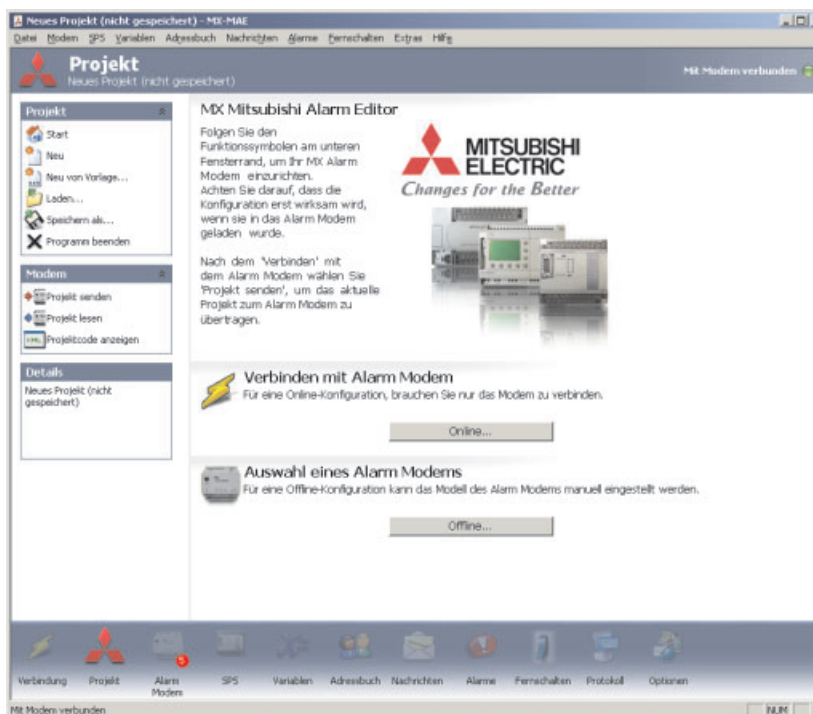 Neues Projekt (nicht gespeichert) - MX-MAE
Datei Modem SPS Variablen Adressbuch Nachrichten Alarme Fernschalten Extras Hilfe
Projekt
Neues Projekt (nicht gespeichert)
Mit Modem verbunden
Projekt
Start
Neu
Neu von Vorlage...
Laden...
Speichern als...
Programm beenden
Modem
Projekt senden
Projekt lesen
Projektcode anzeigen
Details
Neues Projekt (nicht
gespeichert)
MX Mitsubishi Alarm Editor
Folgen Sie den
Funktionssymbolen am unteren
Fensterrand, um Ihr MX Alarm
Modem einzurichten.
Achten Sie darauf, dass die
Konfiguration erst wirksam wird,
wenn sie in das Alarm Modem
geladen wurde.
Nach dem 'Verbinden' mit
dem Alarm Modem wählen Sie
'Projekt senden', um das aktuelle
Projekt zum Alarm Modem zu
übertragen.
MITSUBISHI
ELECTRIC
Changes for the Better
Verbinden mit Alarm Modem
Für eine Online-Konfiguration, brauchen Sie nur das Modem zu verbinden.
Online...
Auswahl eines Alarm Modems
Für eine Offline-Konfiguration kann das Modell des Alarm Modems manuell eingestellt werden.
Offline...
Verbindung Projekt Alarm Modem SPS Variablen Adressbuch Nachrichten Alarme Fernschalten Protokoll Optionen
Mit Modem verbunden
NUM